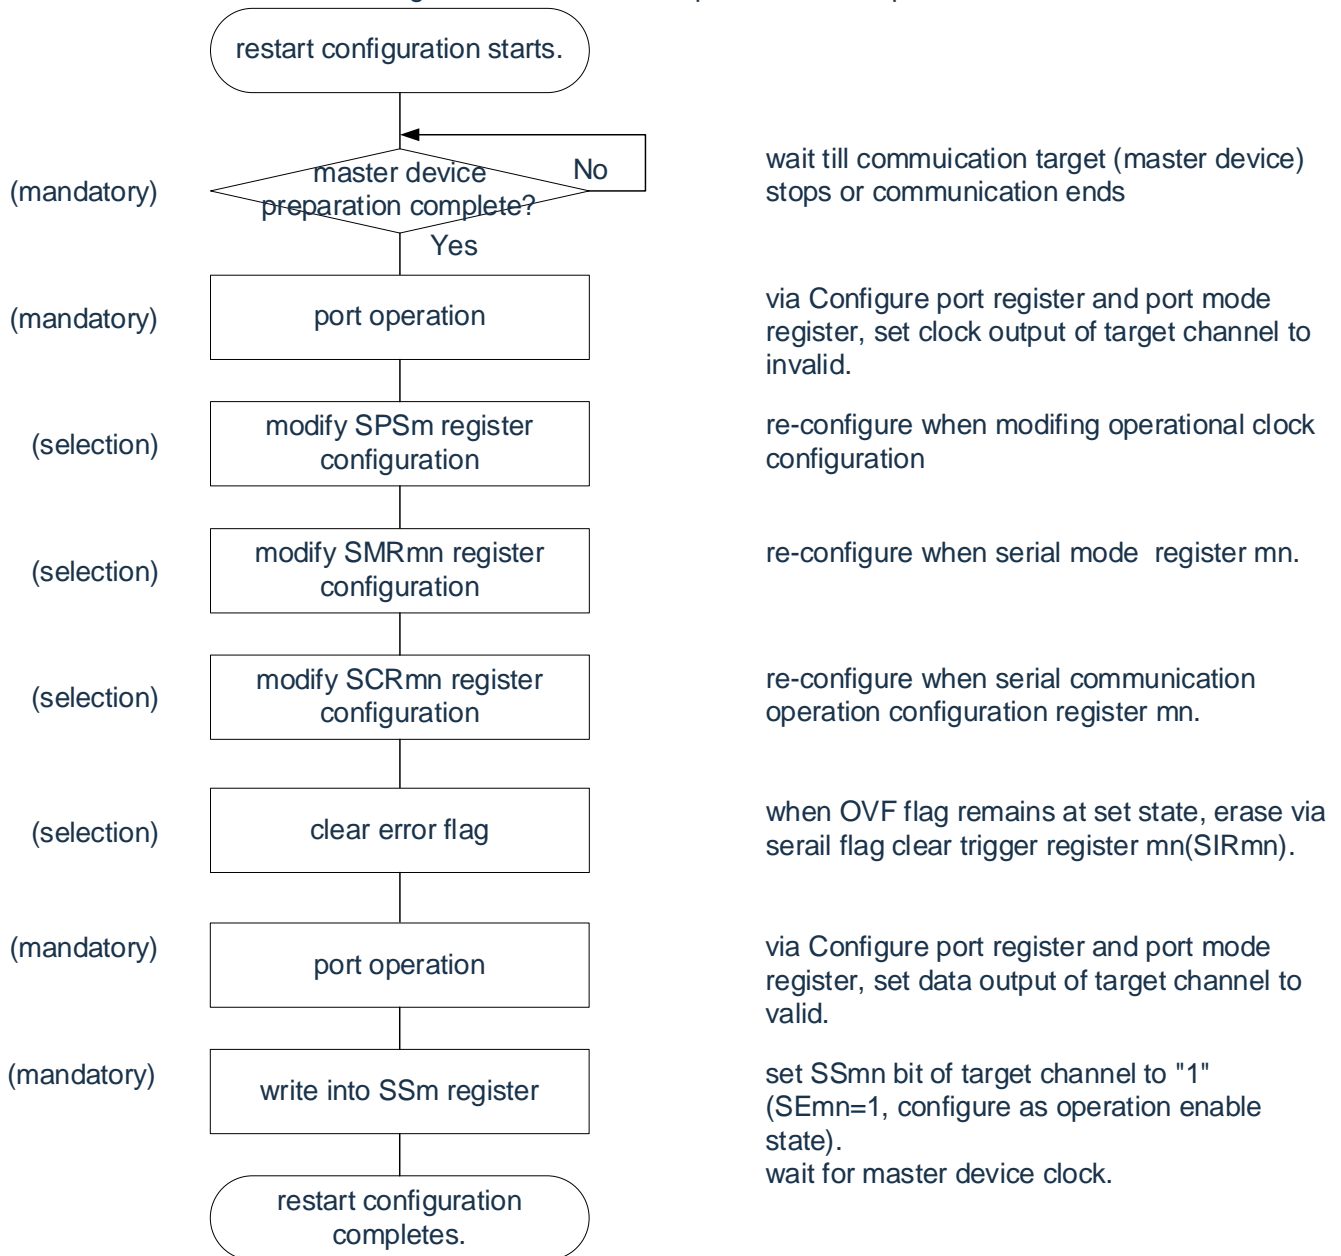 restart configuration starts.
No
(mandatory)
master device
preparation complete?
wait till commuication target (master device)
stops or communication ends
Yes
(mandatory)
port operation
via Configure port register and port mode
register, set clock output of target channel to
invalid.
(selection)
modify SPSm register
configuration
re-configure when modifing operational clock
configuration
(selection)
modify SMRmn register
configuration
re-configure when serial mode  register mn.
(selection)
modify SCRmn register
configuration
re-configure when serial communication
operation configuration register mn.
(selection)
clear error flag
when OVF flag remains at set state, erase via
serail flag clear trigger register mn(SIRmn).
(mandatory)
port operation
via Configure port register and port mode
register, set data output of target channel to
valid.
(mandatory)
write into SSm register
set SSmn bit of target channel to "1"
(SEmn=1, configure as operation enable
state).
wait for master device clock.
restart configuration
completes.